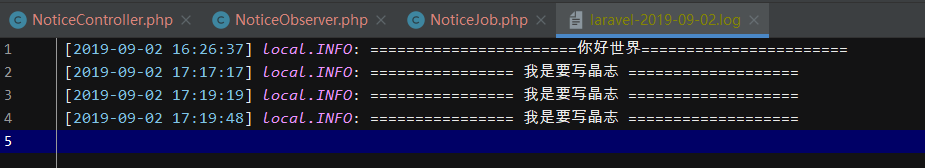 NoticeController.php NoticeObserver.php NoticeJob.php laravel-2019-09-02.log
1 [2019-09-02 16:26:37] local.INFO: =======================你好世界=======================
2 [2019-09-02 17:17:17] local.INFO: ================ 我是要写晶志 ===================
3 [2019-09-02 17:19:19] local.INFO: ================ 我是要写晶志 ===================
4 [2019-09-02 17:19:48] local.INFO: ================ 我是要写晶志 ===================
5